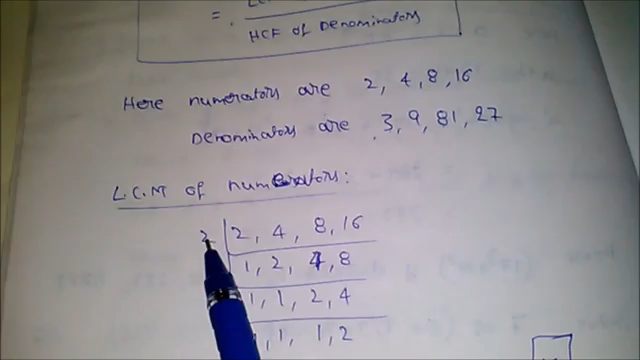 =
HCF OF Denominators
Here numerators are 2, 4, 8, 16
Denominators are 3, 9, 81, 27
L.C.M of numerators:
2 | 2, 4, 8, 16
1, 2, 4, 8
1, 1, 2, 4
1, 1, 2